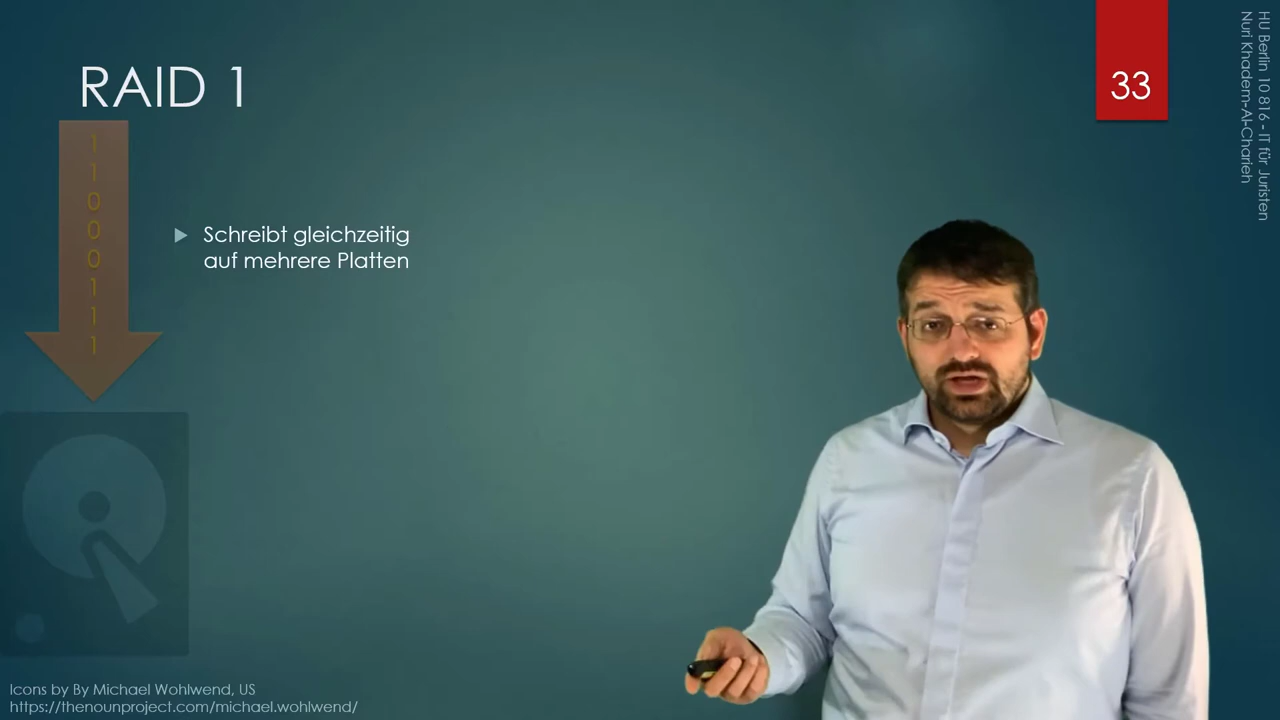 RAID 1
33
HU Berlin 10 816 - IT für Juristen
Nuri Khadem-Al-Charieh
1
1
0
0
0
1
1
1
Schreibt gleichzeitig
auf mehrere Platten
Icons by By Michael Wohlwend, US
https://thenounproject.com/michael.wohlwend/